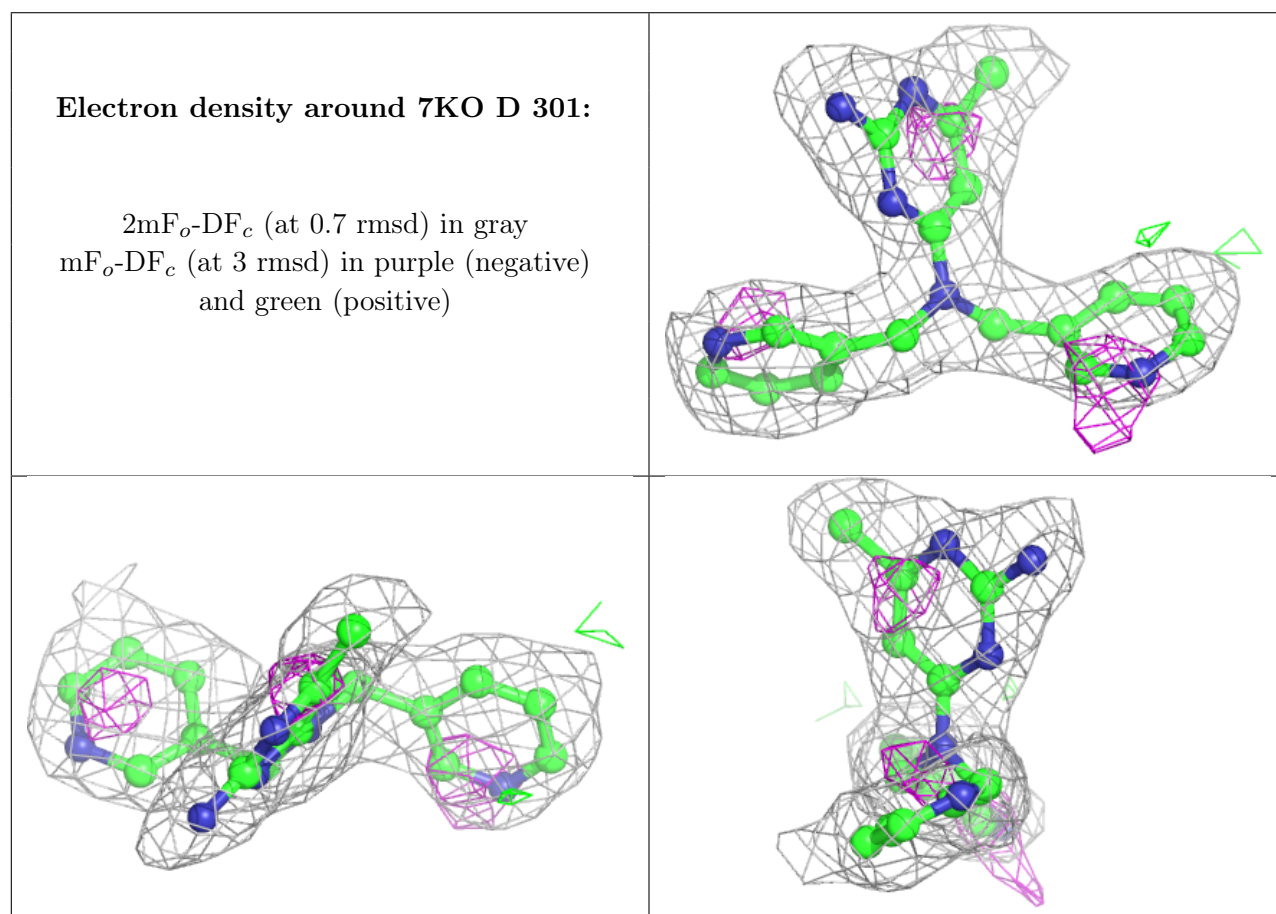 Electron density around 7KO D 301:
2mFo-DFc (at 0.7 rmsd) in gray
mFo-DFc (at 3 rmsd) in purple (negative)
and green (positive)